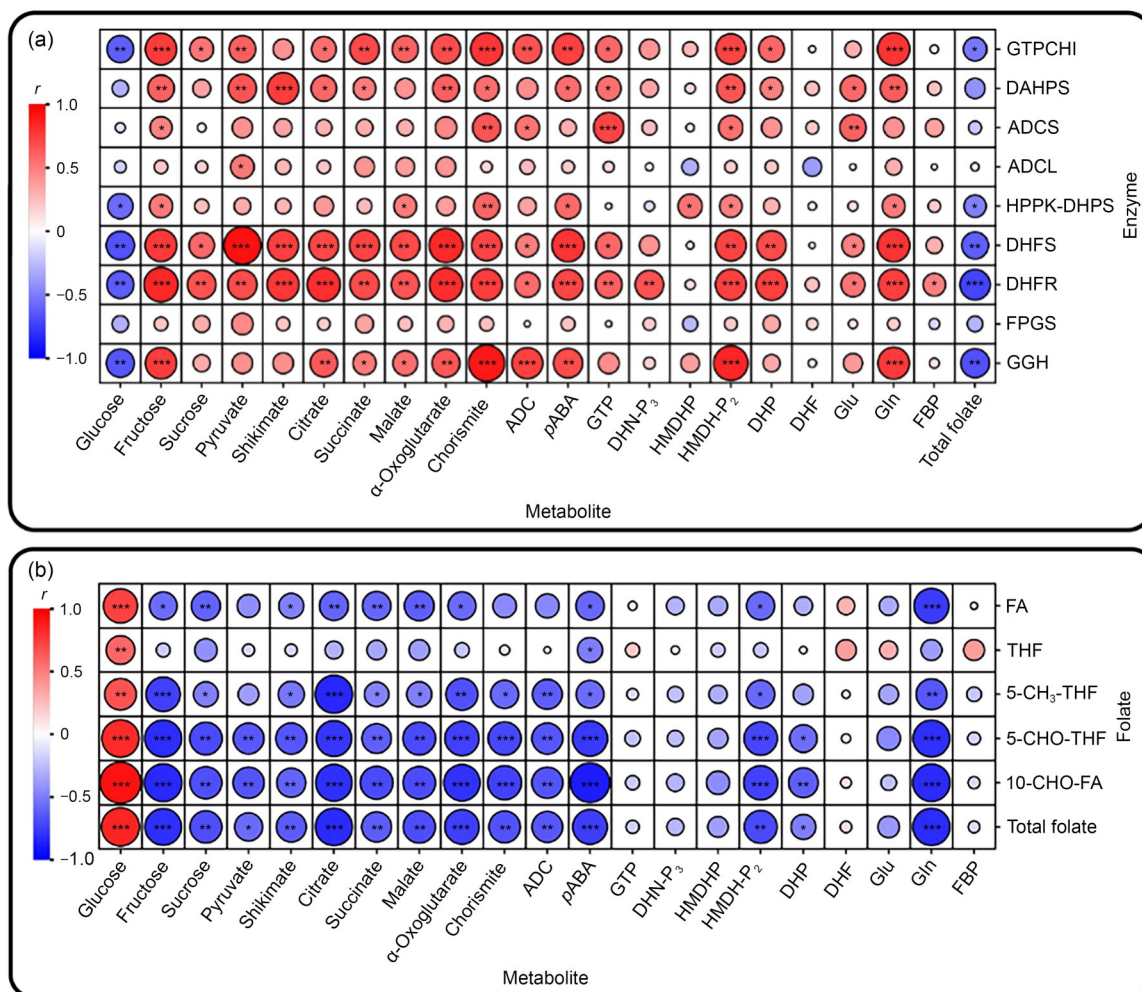 (a)
r
1.0
0.5
0
−0.5
−1.0
** *** * ** * ** ** ** *** ** ** * *** * *** * GTPCHI
** ** *** * * ** * * * ** * * ** DAHPS
* ** * *** * ** ADCS
* ADCL
* * * ** * * * * * HPPK-DHPS
** *** * *** *** *** *** ** *** *** * *** * ** ** * *** ** DHFS
** *** ** ** *** *** ** ** *** *** * *** ** ** *** *** * *** * *** DHFR
FPGS
** *** ** * * ** *** *** ** *** *** ** GGH
Enzyme
Glucose
Fructose
Sucrose
Pyruvate
Shikimate
Citrate
Succinate
Malate
α-Oxoglutarate
Chorismite
ADC
pABA
GTP
DHN-P₃
HMDHP
HMDH-P₂
DHP
DHF
Glu
Gln
FBP
Total folate
Metabolite
(b)
r
1.0
0.5
0
−0.5
−1.0
*** * ** * ** ** ** * * * *** FA
** * THF
** *** * * *** * * ** * ** * * ** 5-CH₃-THF
*** *** ** ** ** *** ** ** *** *** ** *** *** * *** 5-CHO-THF
*** *** ** ** ** *** ** ** *** *** ** *** *** ** *** 10-CHO-FA
*** *** ** * ** *** ** ** *** ** ** *** ** * *** Total folate
Folate
Glucose
Fructose
Sucrose
Pyruvate
Shikimate
Citrate
Succinate
Malate
α-Oxoglutarate
Chorismite
ADC
pABA
GTP
DHN-P₃
HMDHP
HMDH-P₂
DHP
DHF
Glu
Gln
FBP
Metabolite